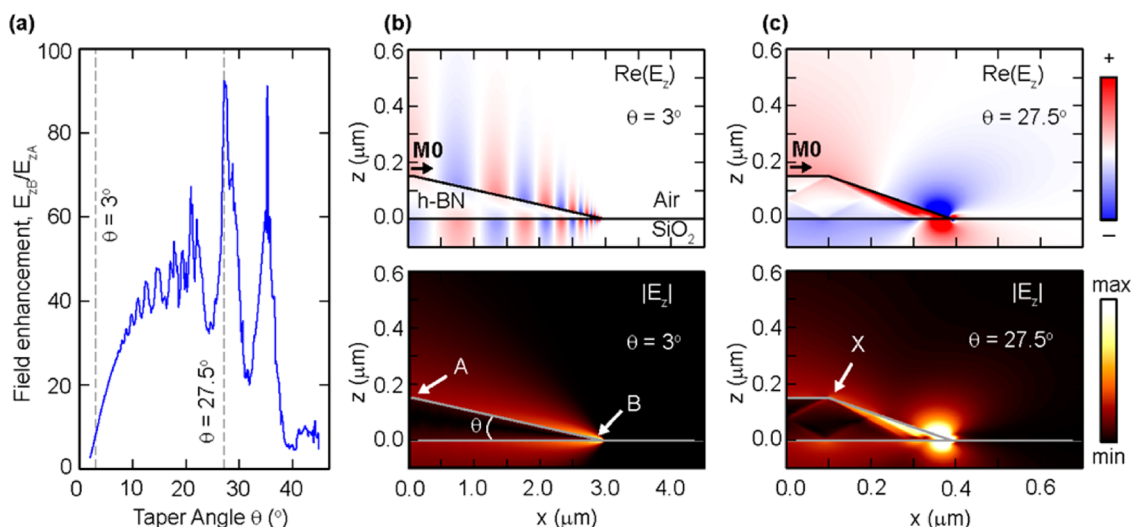 (a)
100
90
80
70
60
50
40
30
20
10
0
0 10 20 30 40
Field enhancement, E_zB/E_zA
Taper Angle θ (°)
θ = 3°
θ = 27.5°
(b)
0.6
0.4
0.2
0.0
z (μm)
Re(E_z)
θ = 3°
M0
h-BN
Air
SiO₂
0.6
0.4
0.2
0.0
z (μm)
|E_z|
θ = 3°
A
B
θ
0.0 1.0 2.0 3.0 4.0
x (μm)
(c)
0.6
0.4
0.2
0.0
z (μm)
Re(E_z)
θ = 27.5°
M0
+
−
0.6
0.4
0.2
0.0
z (μm)
|E_z|
θ = 27.5°
X
0.0 0.2 0.4 0.6
x (μm)
max
min